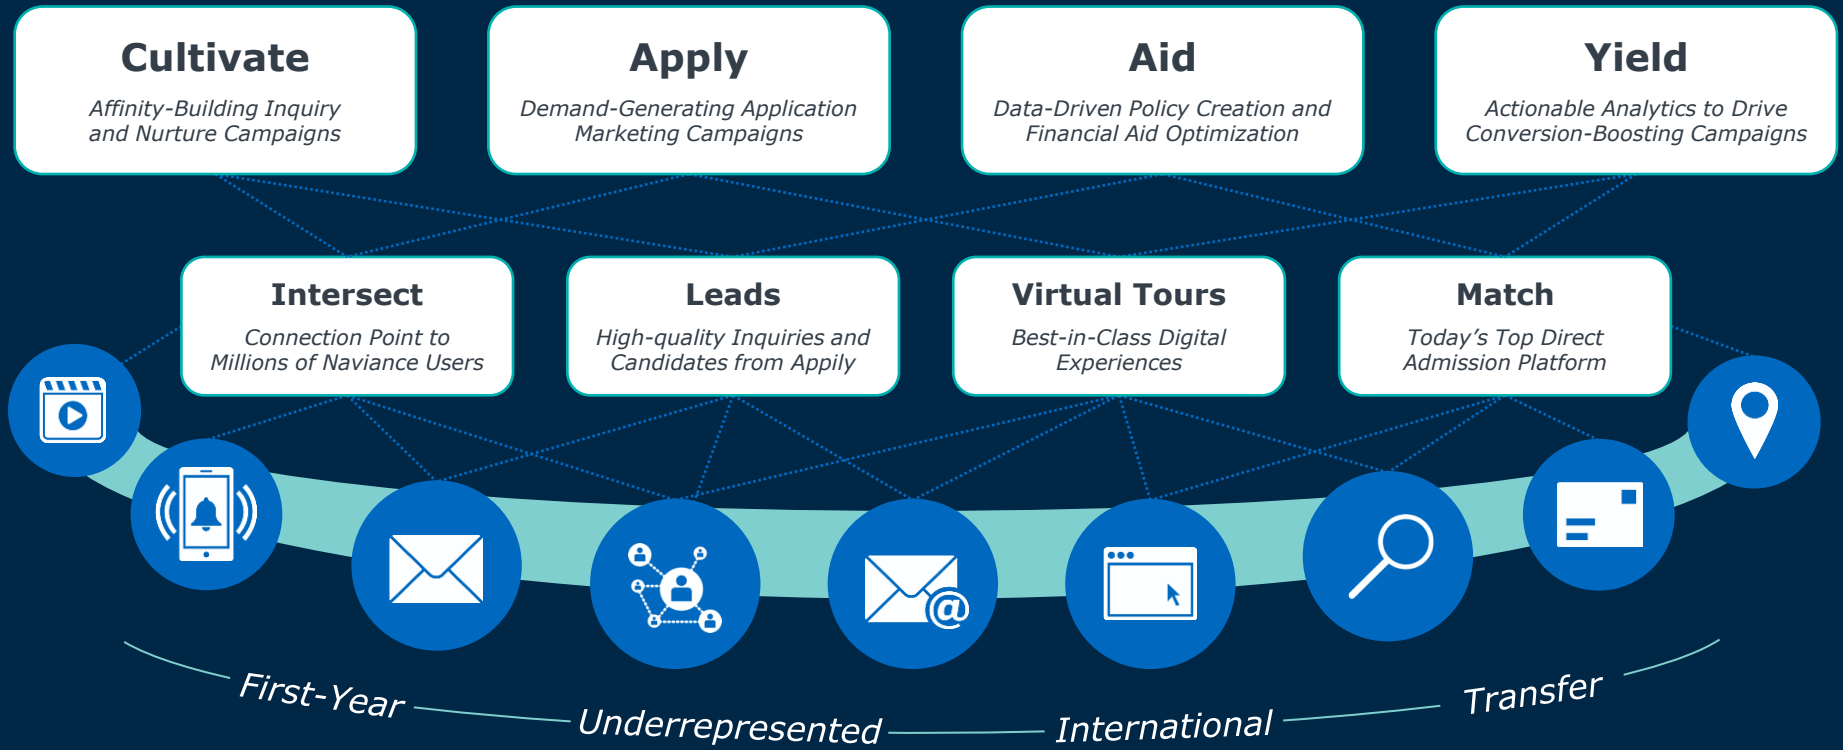 Cultivate
Affinity-Building Inquiry
and Nurture Campaigns
Apply
Demand-Generating Application
Marketing Campaigns
Aid
Data-Driven Policy Creation and
Financial Aid Optimization
Yield
Actionable Analytics to Drive
Conversion-Boosting Campaigns
Intersect
Connection Point to
Millions of Naviance Users
Leads
High-quality Inquiries and
Candidates from Appily
Virtual Tours
Best-in-Class Digital
Experiences
Match
Today’s Top Direct
Admission Platform
@
First-Year
Underrepresented
International
Transfer